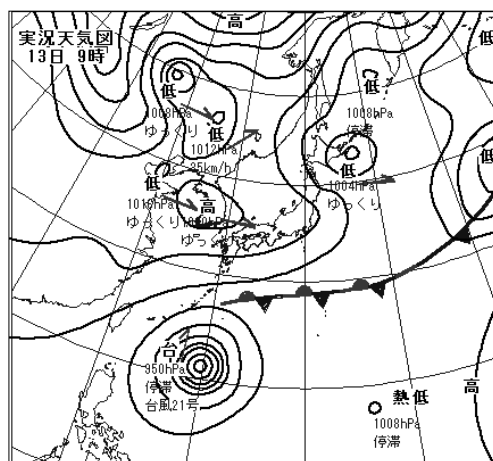 実況天気図
13日 9時
高
低
低
1008hPa
ゆっくり
低
1012hPa
35km/h
低
1008hPa
停滞
低
1004hPa
ゆっくり
低
低
ゆっくり
高
ゆっくり
台
950hPa
停滞
台風21号
熱低
1008hPa
停滞
高